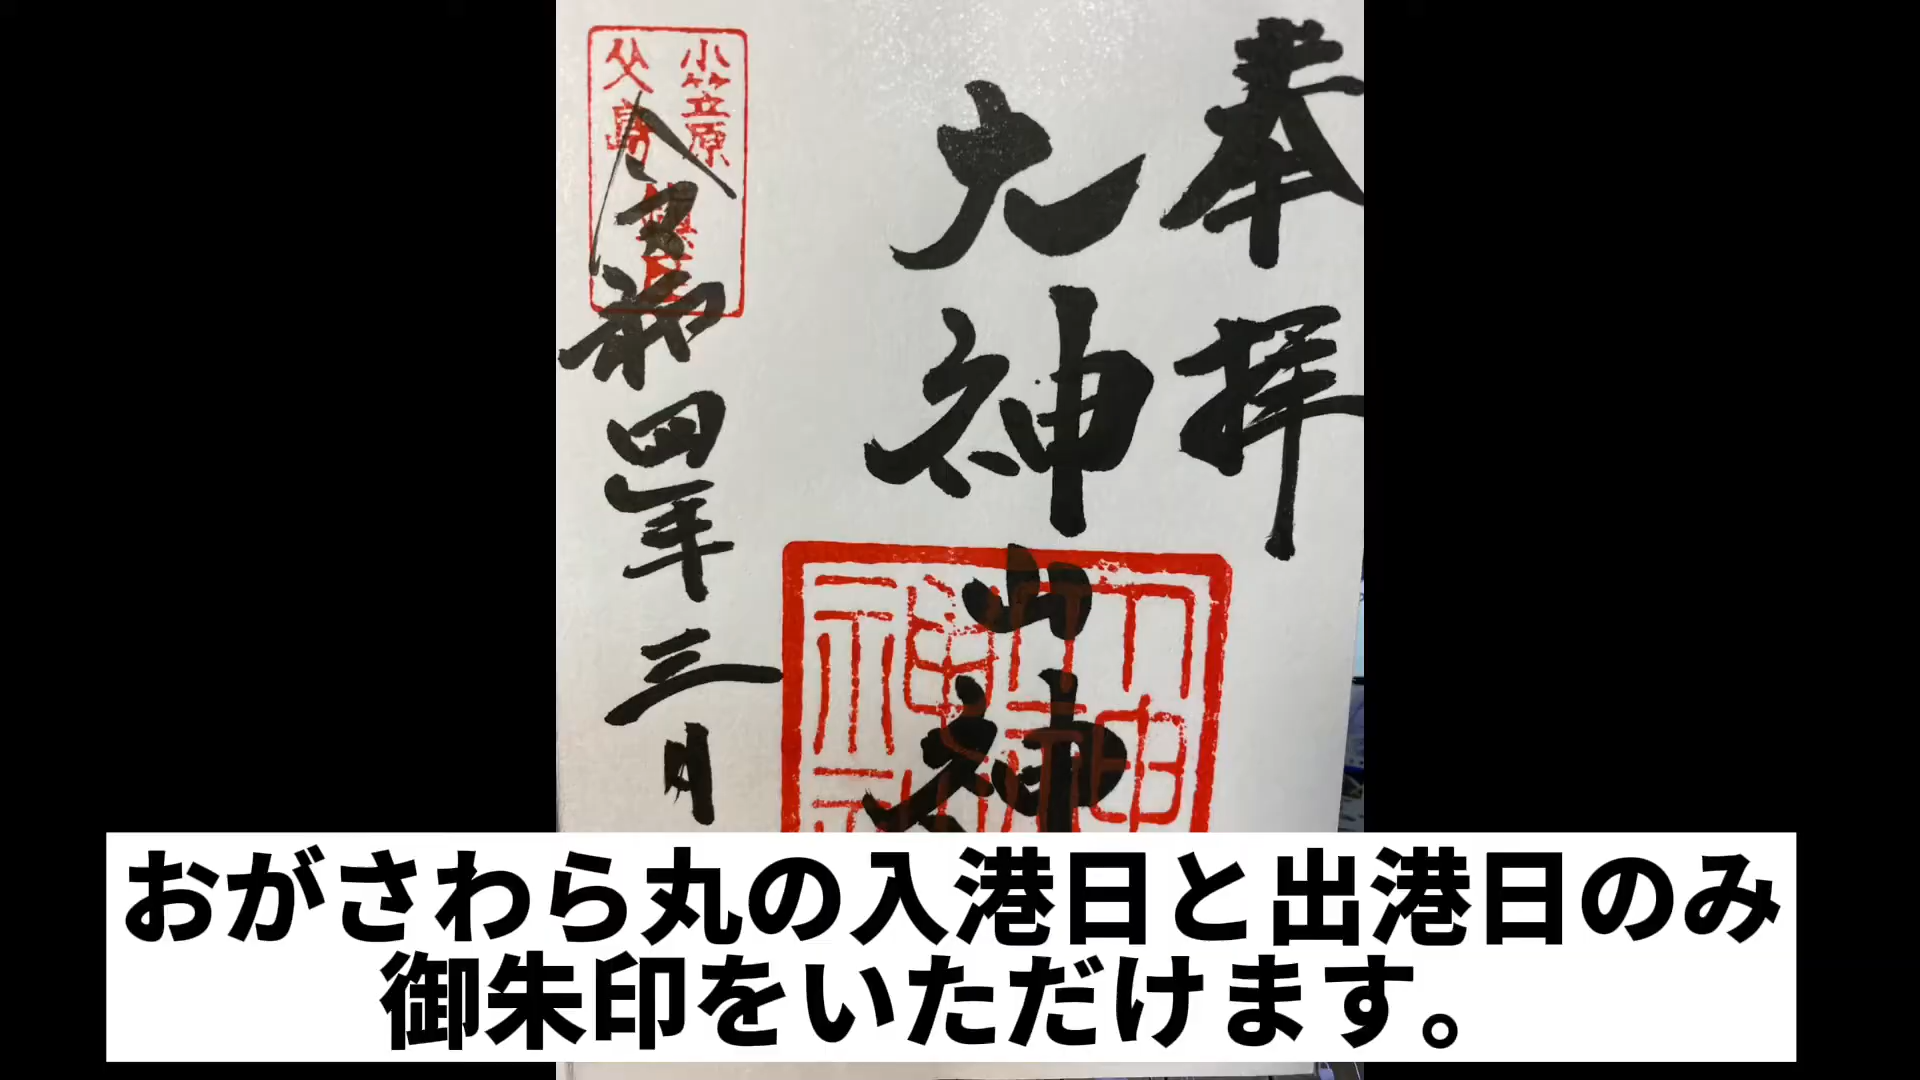 奉拝
大神山神
小笠原
父島
令和四年三月
おがさわら丸の入港日と出港日のみ
御朱印をいただけます。